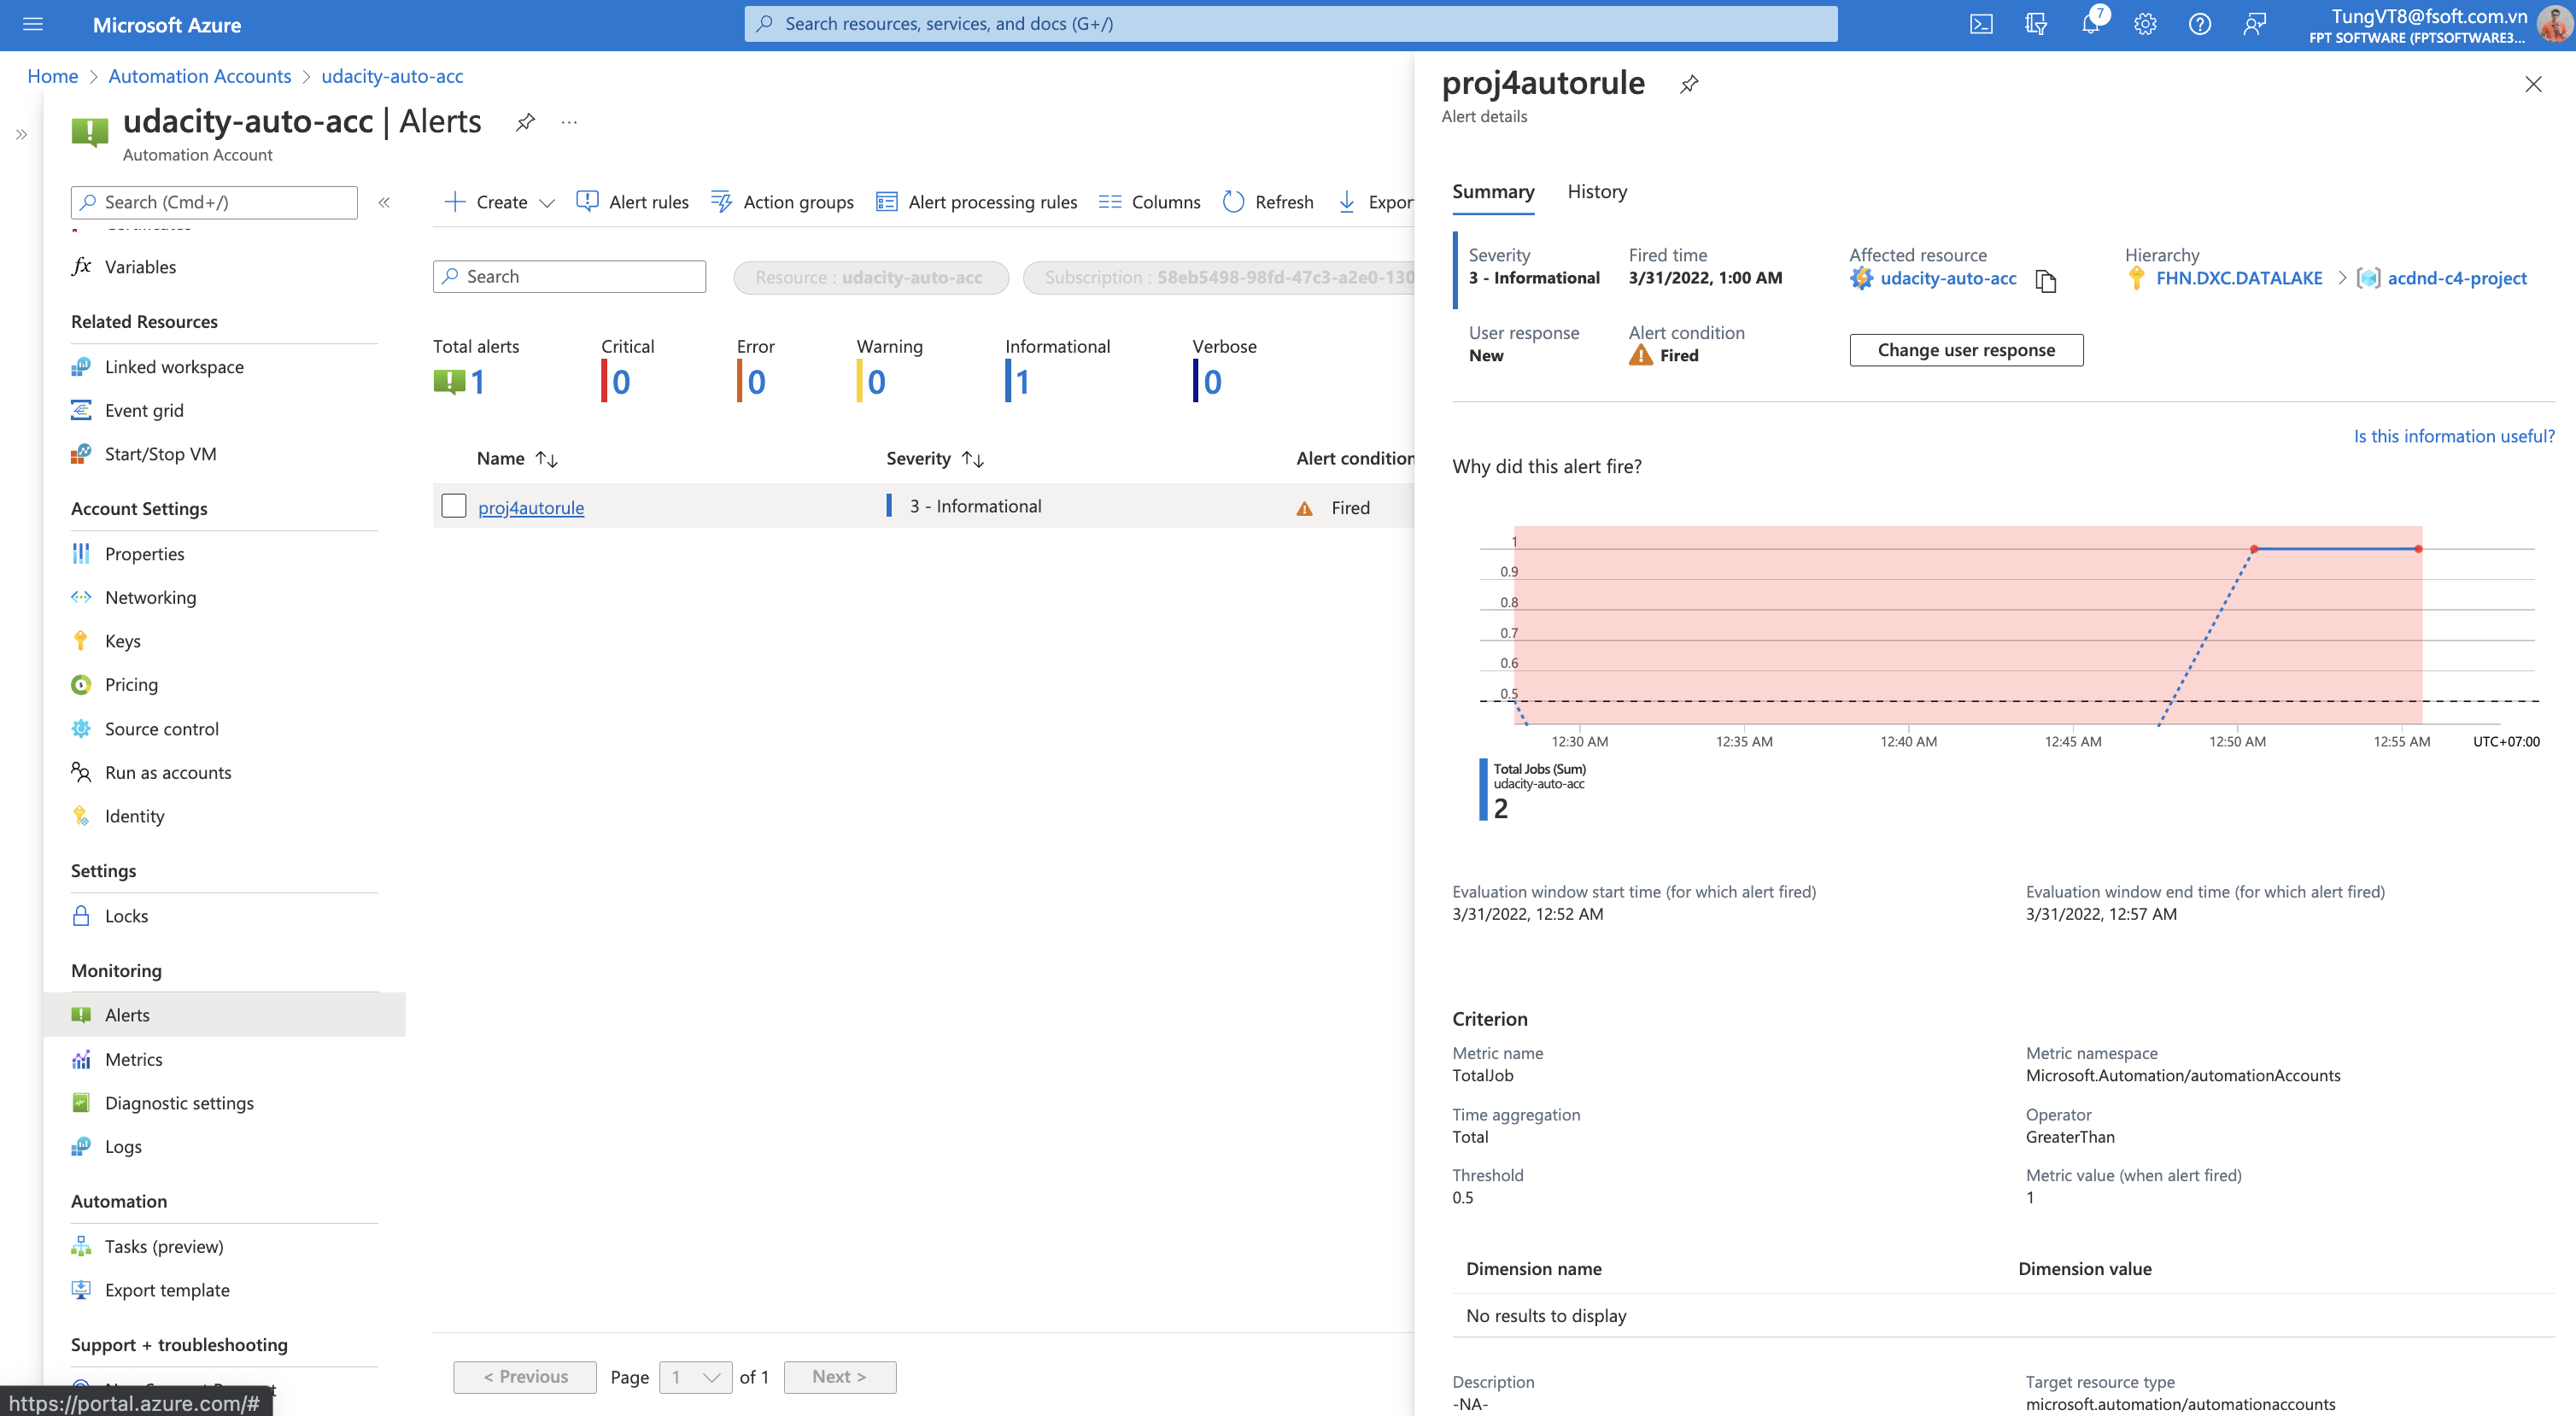 Microsoft Azure
Search resources, services, and docs (G+/)
7
TungVT8@fsoft.com.vn
FPT SOFTWARE (FPTSOFTWARE3...
Home > Automation Accounts > udacity-auto-acc
udacity-auto-acc | Alerts
...
Automation Account
Search (Cmd+/)
«
»
Certificates
Variables
Related Resources
Linked workspace
Event grid
Start/Stop VM
Account Settings
Properties
Networking
Keys
Pricing
Source control
Run as accounts
Identity
Settings
Locks
Monitoring
Alerts
Metrics
Diagnostic settings
Logs
Automation
Tasks (preview)
Export template
Support + troubleshooting
https://portal.azure.com/#
Create
Alert rules
Action groups
Alert processing rules
Columns
Refresh
Expor
Search
Resource : udacity-auto-acc
Subscription : 58eb5498-98fd-47c3-a2e0-130
Total alerts
1
Critical
0
Error
0
Warning
0
Informational
1
Verbose
0
Name ↑↓
Severity ↑↓
Alert condition
proj4autorule
3 - Informational
Fired
< Previous
Page
1
of 1
Next >
proj4autorule
Alert details
Summary
History
Severity
3 - Informational
Fired time
3/31/2022, 1:00 AM
Affected resource
udacity-auto-acc
Hierarchy
FHN.DXC.DATALAKE > acdnd-c4-project
User response
New
Alert condition
Fired
Change user response
Is this information useful?
Why did this alert fire?
1
0.9
0.8
0.7
0.6
0.5
12:30 AM
12:35 AM
12:40 AM
12:45 AM
12:50 AM
12:55 AM
UTC+07:00
Total Jobs (Sum)
udacity-auto-acc
2
Evaluation window start time (for which alert fired)
3/31/2022, 12:52 AM
Evaluation window end time (for which alert fired)
3/31/2022, 12:57 AM
Criterion
Metric name
TotalJob
Metric namespace
Microsoft.Automation/automationAccounts
Time aggregation
Total
Operator
GreaterThan
Threshold
0.5
Metric value (when alert fired)
1
Dimension name
Dimension value
No results to display
Description
-NA-
Target resource type
microsoft.automation/automationaccounts